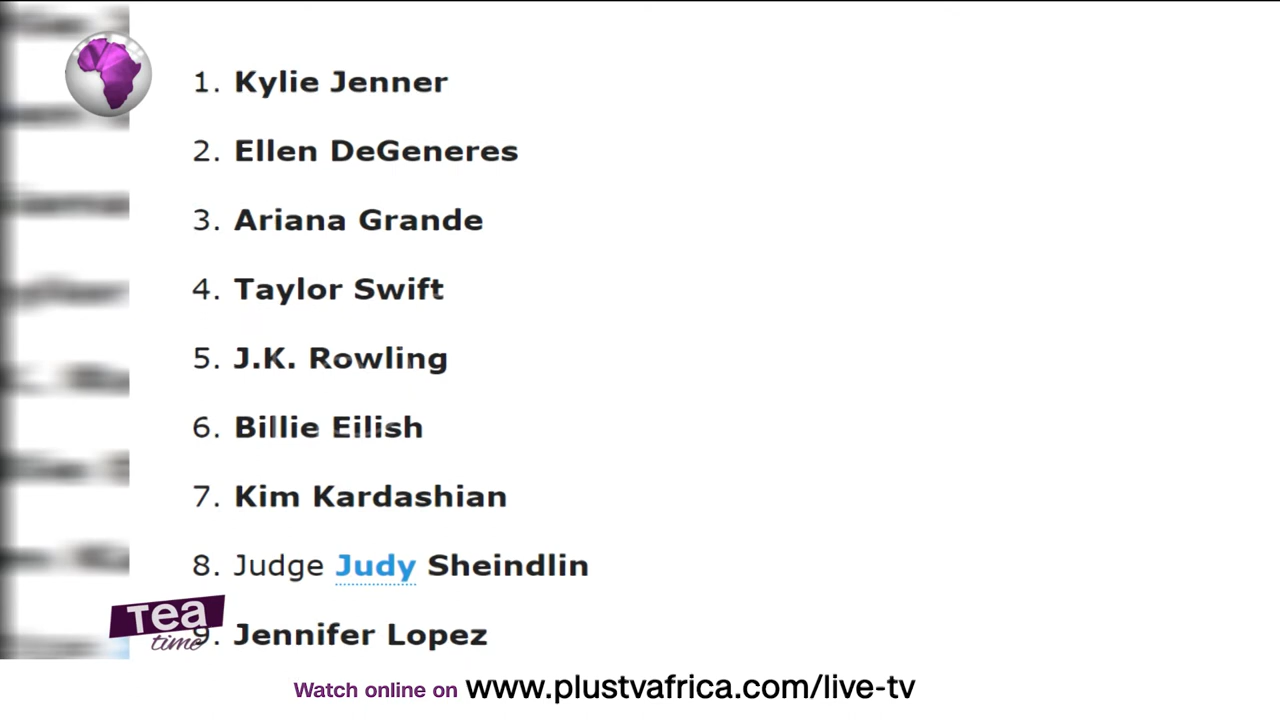 1. Kylie Jenner
2. Ellen DeGeneres
3. Ariana Grande
4. Taylor Swift
5. J.K. Rowling
6. Billie Eilish
7. Kim Kardashian
8. Judge Judy Sheindlin
9. Jennifer Lopez
Tea
time
Watch online on www.plustvafrica.com/live-tv